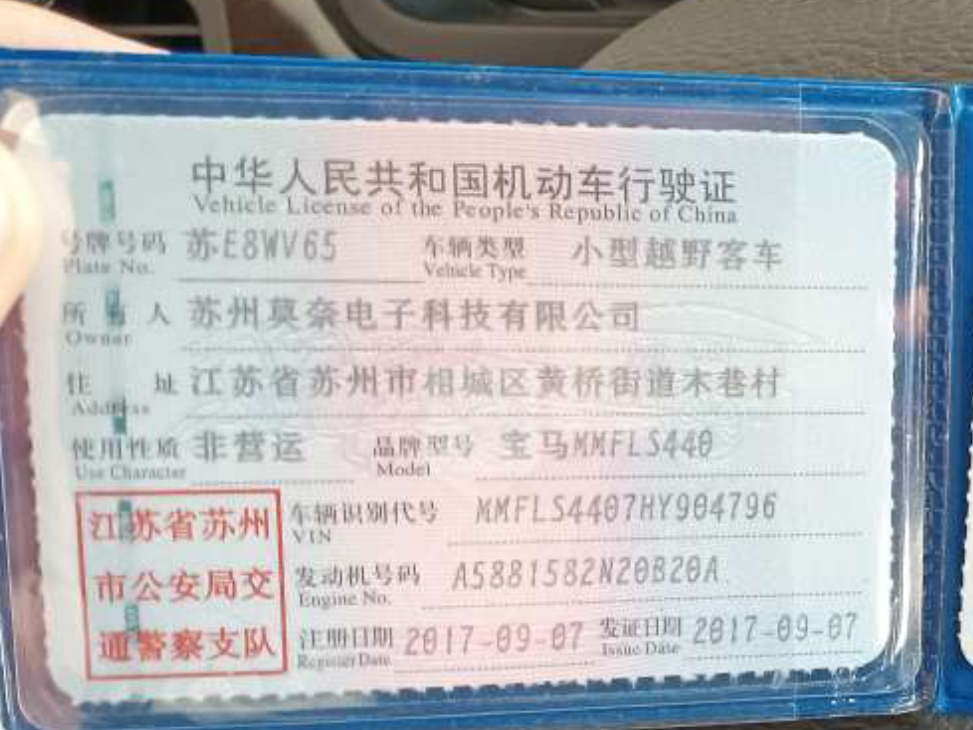 中华人民共和国机动车行驶证
Vehicle License of the People's Republic of China
号牌号码 苏E8WV65 车辆类型 小型越野客车
Plate No. Vehicle Type
所有人 苏州莫奈电子科技有限公司
Owner
住址 江苏省苏州市相城区黄桥街道木巷村
Address
使用性质 非营运 品牌型号 宝马MMFLS440
Use Character Model
江苏省苏州 车辆识别代号 MMFLS4407HY904796
VIN
市公安局交 发动机号码 A5881582N20B20A
Engine No.
通警察支队 注册日期 2017-09-07 发证日期 2017-09-07
Register Date Issue Date